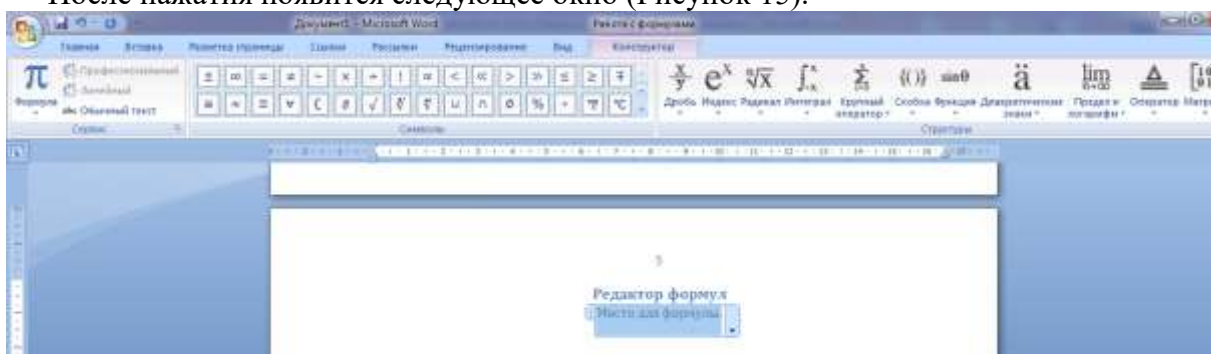 После нажатия появится следующее окно (Рисунок 15).
Документ1 - Microsoft Word Работа с формулами
Главная Вставка Разметка страницы Ссылки Рассылки Рецензирование Вид Конструктор
π Профессиональный
Линейный
abc Обычный текст
Формула
Дробь Индекс Радикал Интеграл Крупный оператор Скобка Функция Диакритические знаки Предел и логарифм Оператор
Сервис Символы Структуры
5
Редактор формул
Место для формулы.